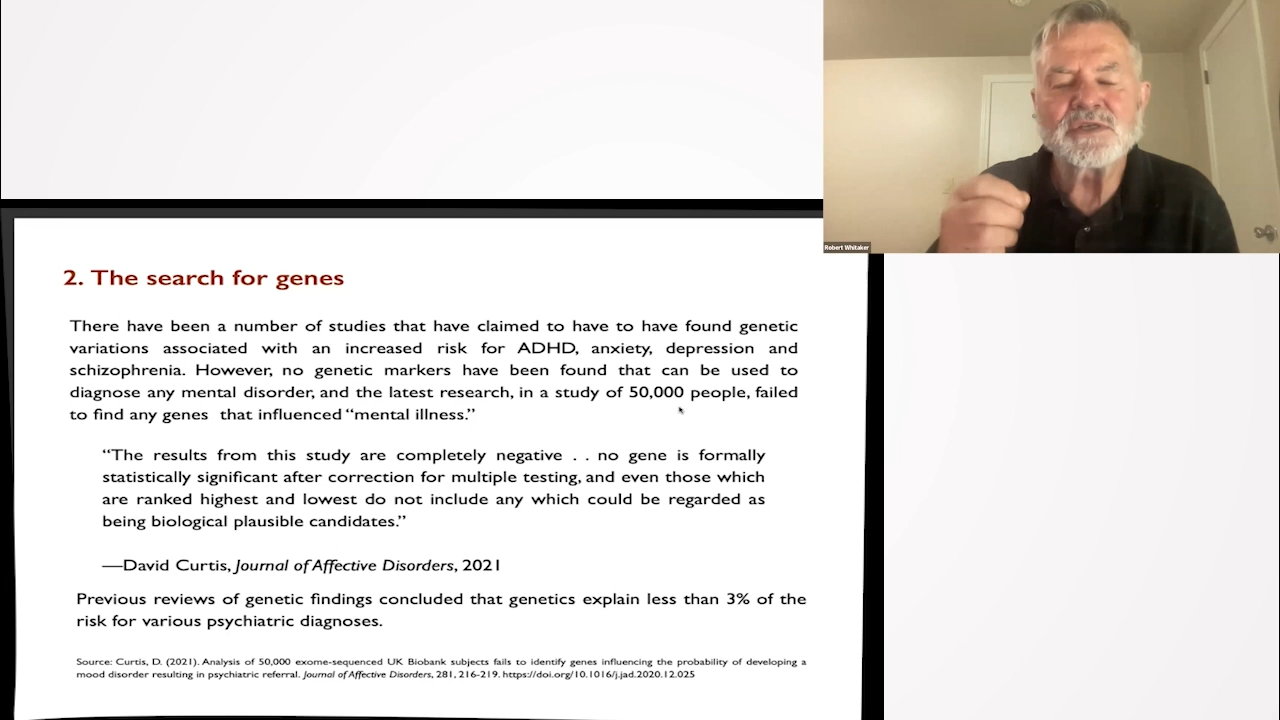 Robert Whitaker
2. The search for genes
There have been a number of studies that have claimed to have to have found genetic
variations associated with an increased risk for ADHD, anxiety, depression and
schizophrenia. However, no genetic markers have been found that can be used to
diagnose any mental disorder, and the latest research, in a study of 50,000 people, failed
to find any genes that influenced “mental illness.”
“The results from this study are completely negative . . no gene is formally
statistically significant after correction for multiple testing, and even those which
are ranked highest and lowest do not include any which could be regarded as
being biological plausible candidates.”
—David Curtis, Journal of Affective Disorders, 2021
Previous reviews of genetic findings concluded that genetics explain less than 3% of the
risk for various psychiatric diagnoses.
Source: Curtis, D. (2021). Analysis of 50,000 exome-sequenced UK Biobank subjects fails to identify genes influencing the probability of developing a
mood disorder resulting in psychiatric referral. Journal of Affective Disorders, 281, 216-219. https://doi.org/10.1016/j.jad.2020.12.025